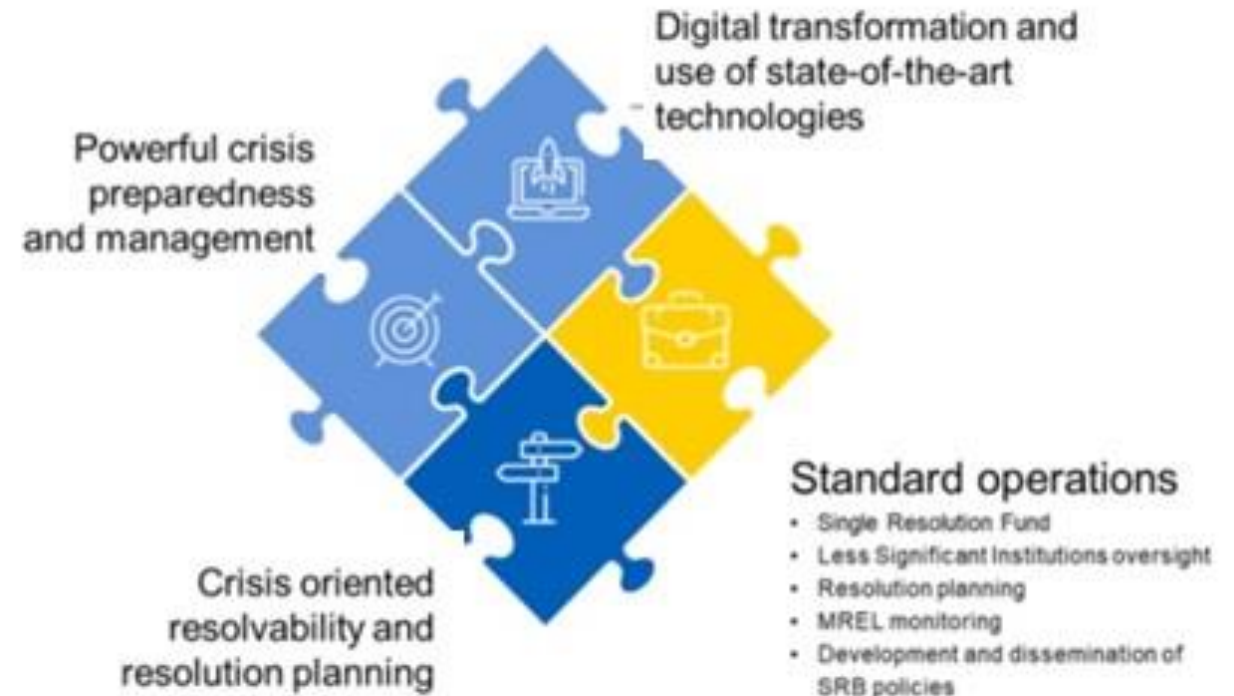 Digital transformation and
use of state-of-the-art
technologies
Powerful crisis
preparedness
and management
Crisis oriented
resolvability and
resolution planning
Standard operations
• Single Resolution Fund
• Less Significant Institutions oversight
• Resolution planning
• MREL monitoring
• Development and dissemination of
SRB policies